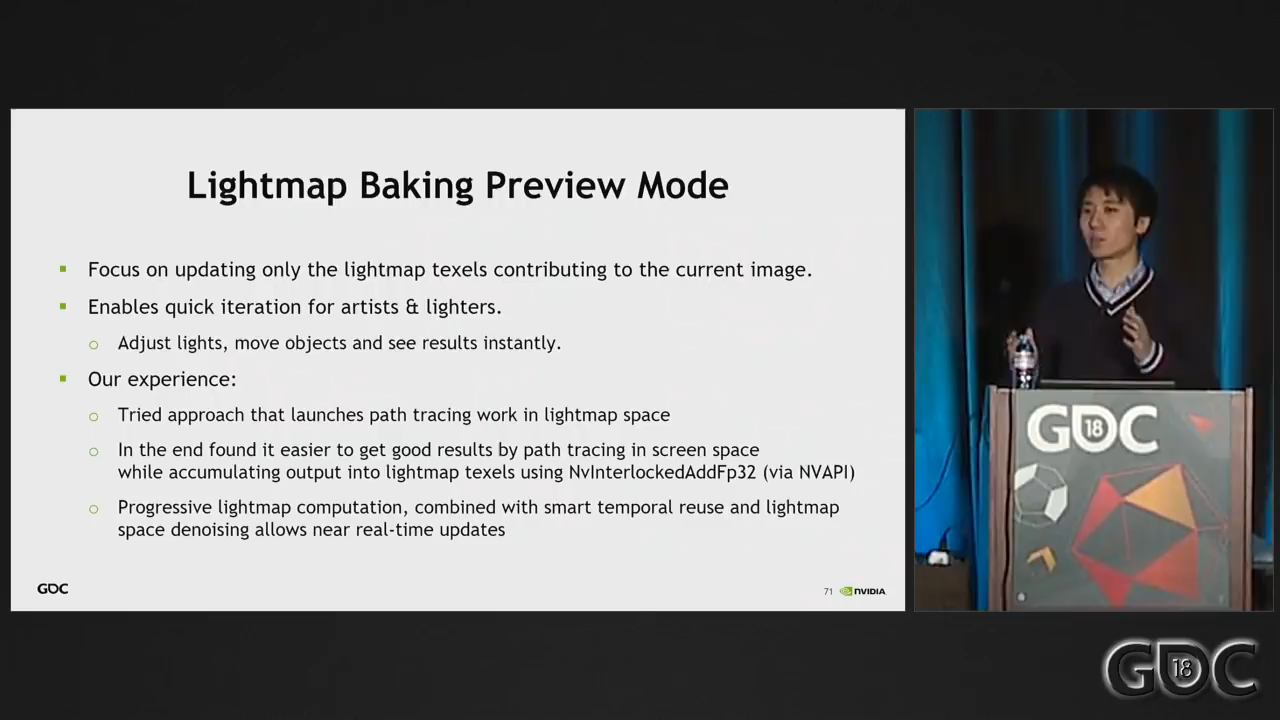 Lightmap Baking Preview Mode
Focus on updating only the lightmap texels contributing to the current image.
Enables quick iteration for artists & lighters.
Adjust lights, move objects and see results instantly.
Our experience:
Tried approach that launches path tracing work in lightmap space
In the end found it easier to get good results by path tracing in screen space
while accumulating output into lightmap texels using NvInterlockedAddFp32 (via NVAPI)
Progressive lightmap computation, combined with smart temporal reuse and lightmap
space denoising allows near real-time updates
GDC
71 NVIDIA
GDC 18
GDC 18